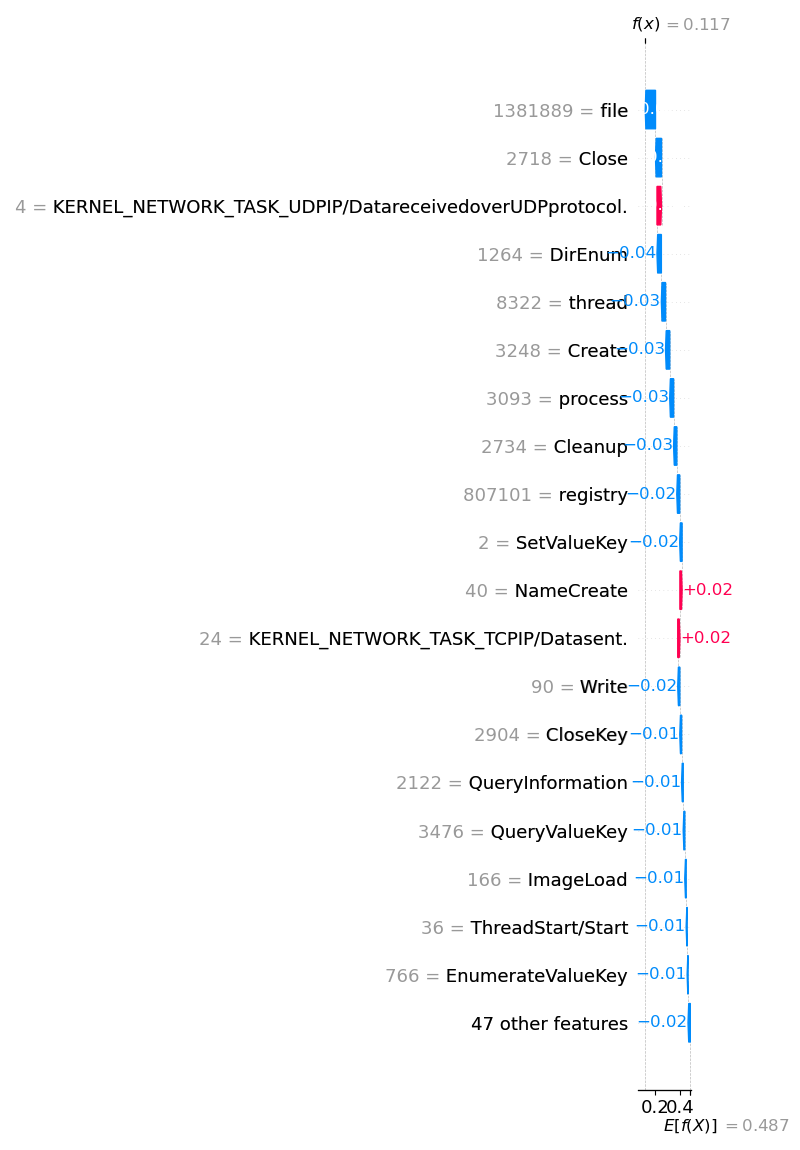 f(x) = 0.117
1381889 = file
2718 = Close
4 = KERNEL_NETWORK_TASK_UDPIP/DatareceivedoverUDPprotocol.
1264 = DirEnum −0.04
8322 = thread −0.03
3248 = Create −0.03
3093 = process −0.03
2734 = Cleanup −0.03
807101 = registry −0.02
2 = SetValueKey −0.02
40 = NameCreate +0.02
24 = KERNEL_NETWORK_TASK_TCPIP/Datasent. +0.02
90 = Write −0.02
2904 = CloseKey −0.01
2122 = QueryInformation −0.01
3476 = QueryValueKey −0.01
166 = ImageLoad −0.01
36 = ThreadStart/Start −0.01
766 = EnumerateValueKey −0.01
47 other features −0.02
0.2 0.4
E[f(X)] = 0.487